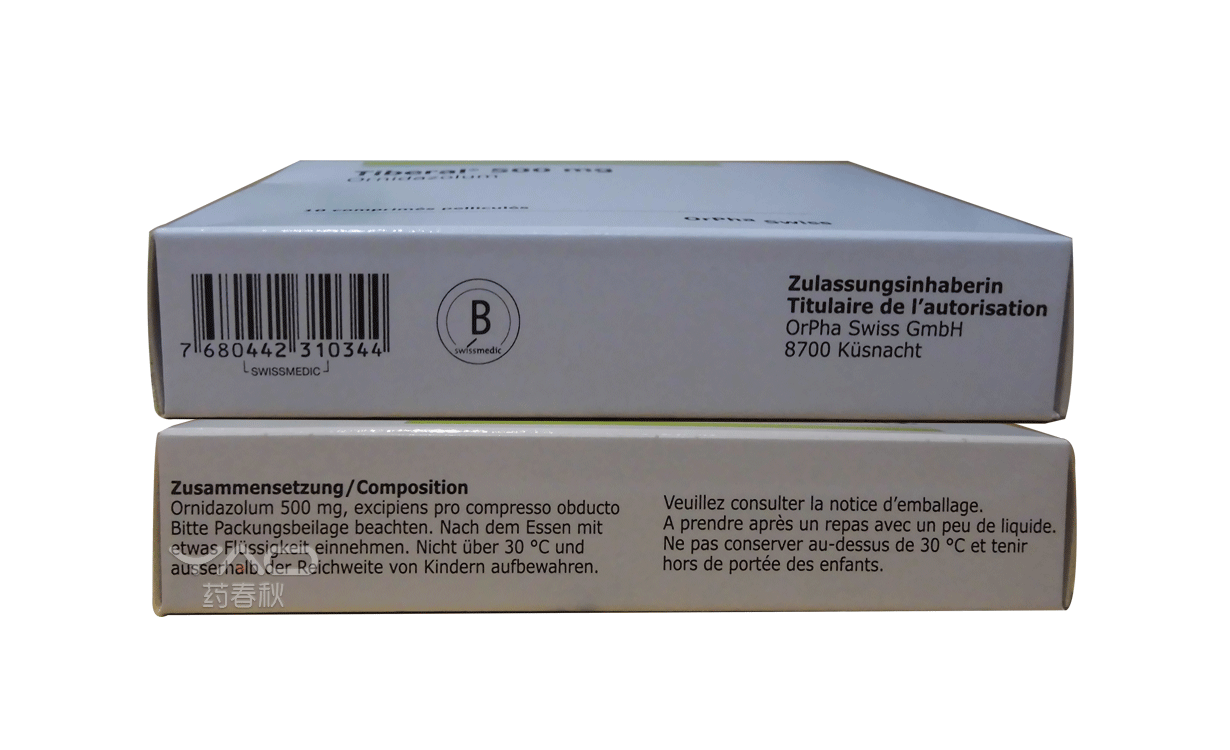 Tiberal® 500 mg
Ornidazolum
10 comprimés pelliculés
OrPha Swiss
7 680442 310344
SWISSMEDIC
B
swissmedic
Zulassungsinhaberin
Titulaire de l'autorisation
OrPha Swiss GmbH
8700 Küsnacht
Zusammensetzung/Composition
Ornidazolum 500 mg, excipiens pro compresso obducto
Bitte Packungsbeilage beachten. Nach dem Essen mit
etwas Flüssigkeit einnehmen. Nicht über 30 °C und
ausserhalb der Reichweite von Kindern aufbewahren.
Veuillez consulter la notice d'emballage.
A prendre après un repas avec un peu de liquide.
Ne pas conserver au-dessus de 30 °C et tenir
hors de portée des enfants.
YAO
药春秋